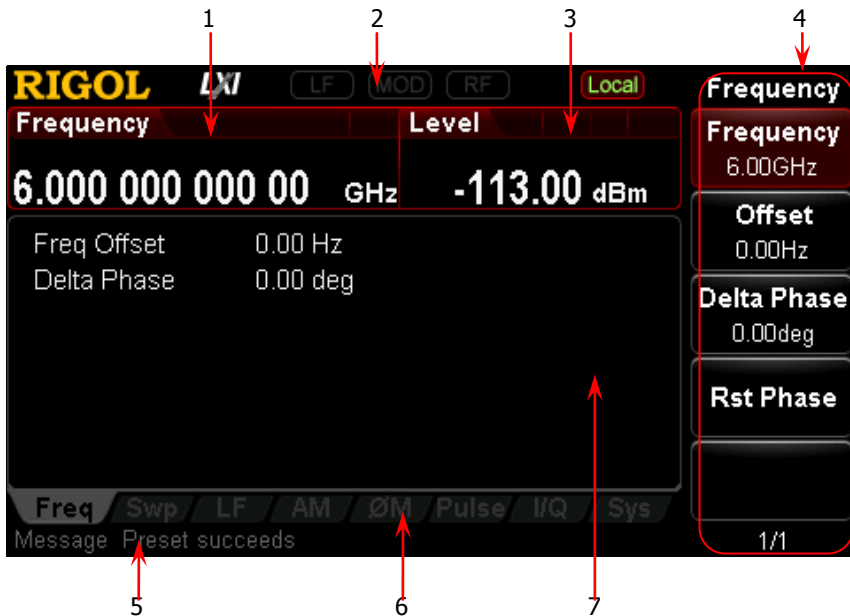 1 2 3 4
RIGOL LXI LF MOD RF Local Frequency
Frequency Level
6.000 000 000 00 GHz -113.00 dBm
Frequency
6.00GHz
Freq Offset 0.00 Hz
Delta Phase 0.00 deg
Offset
0.00Hz
Delta Phase
0.00deg
Rst Phase
Freq Swp LF AM ØM Pulse I/Q Sys
Message Preset succeeds
1/1
5 6 7